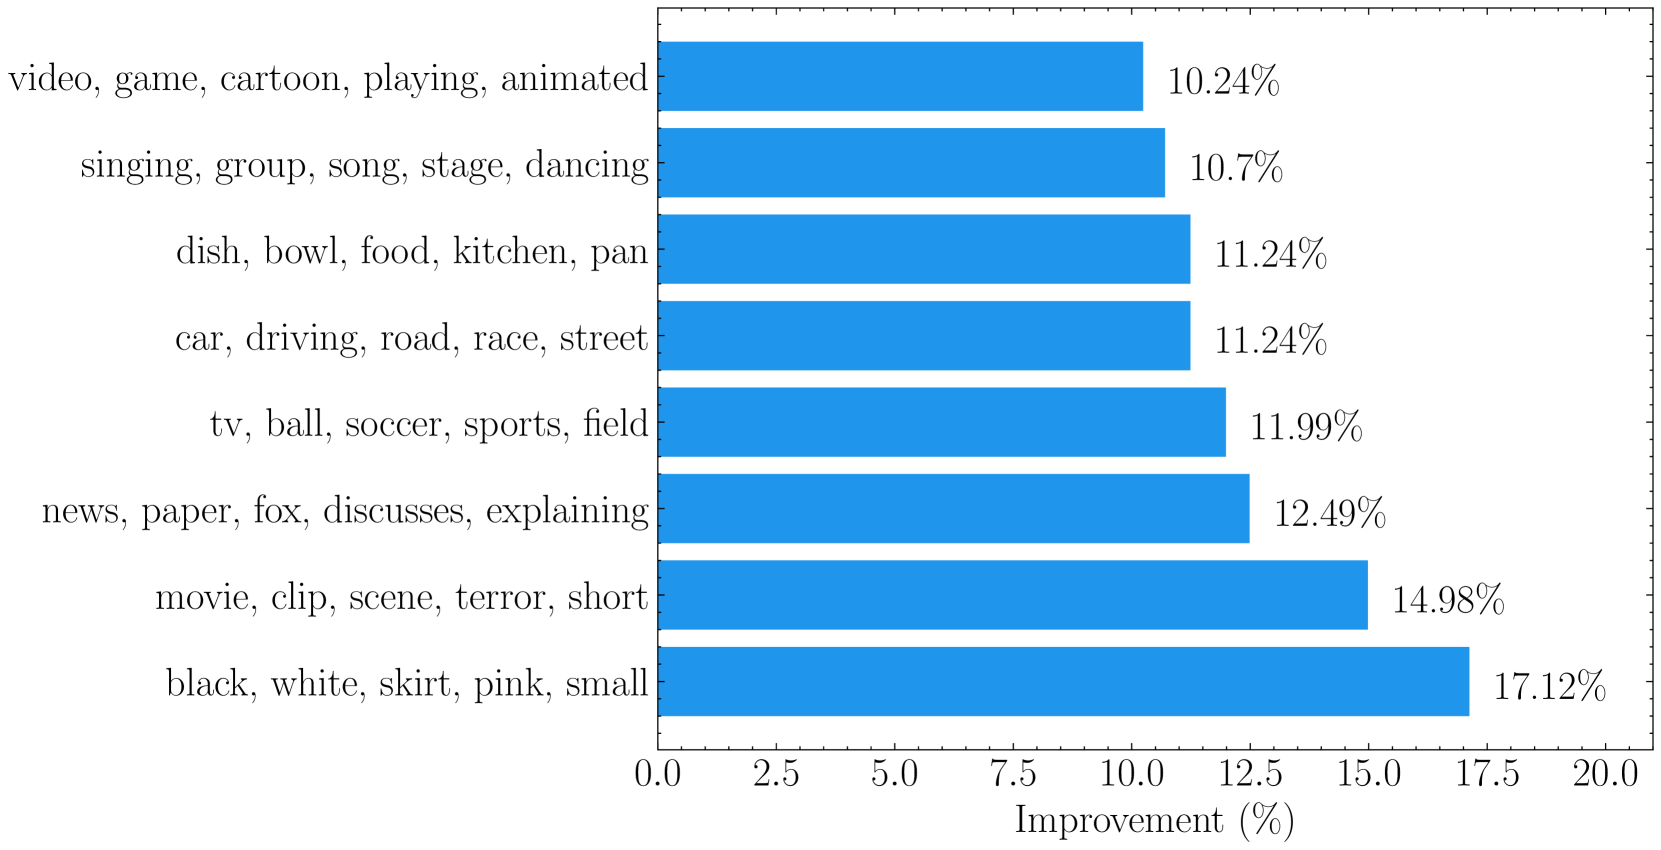 video, game, cartoon, playing, animated 10.24%
singing, group, song, stage, dancing 10.7%
dish, bowl, food, kitchen, pan 11.24%
car, driving, road, race, street 11.24%
tv, ball, soccer, sports, field 11.99%
news, paper, fox, discusses, explaining 12.49%
movie, clip, scene, terror, short 14.98%
black, white, skirt, pink, small 17.12%
0.0 2.5 5.0 7.5 10.0 12.5 15.0 17.5 20.0
Improvement (%)